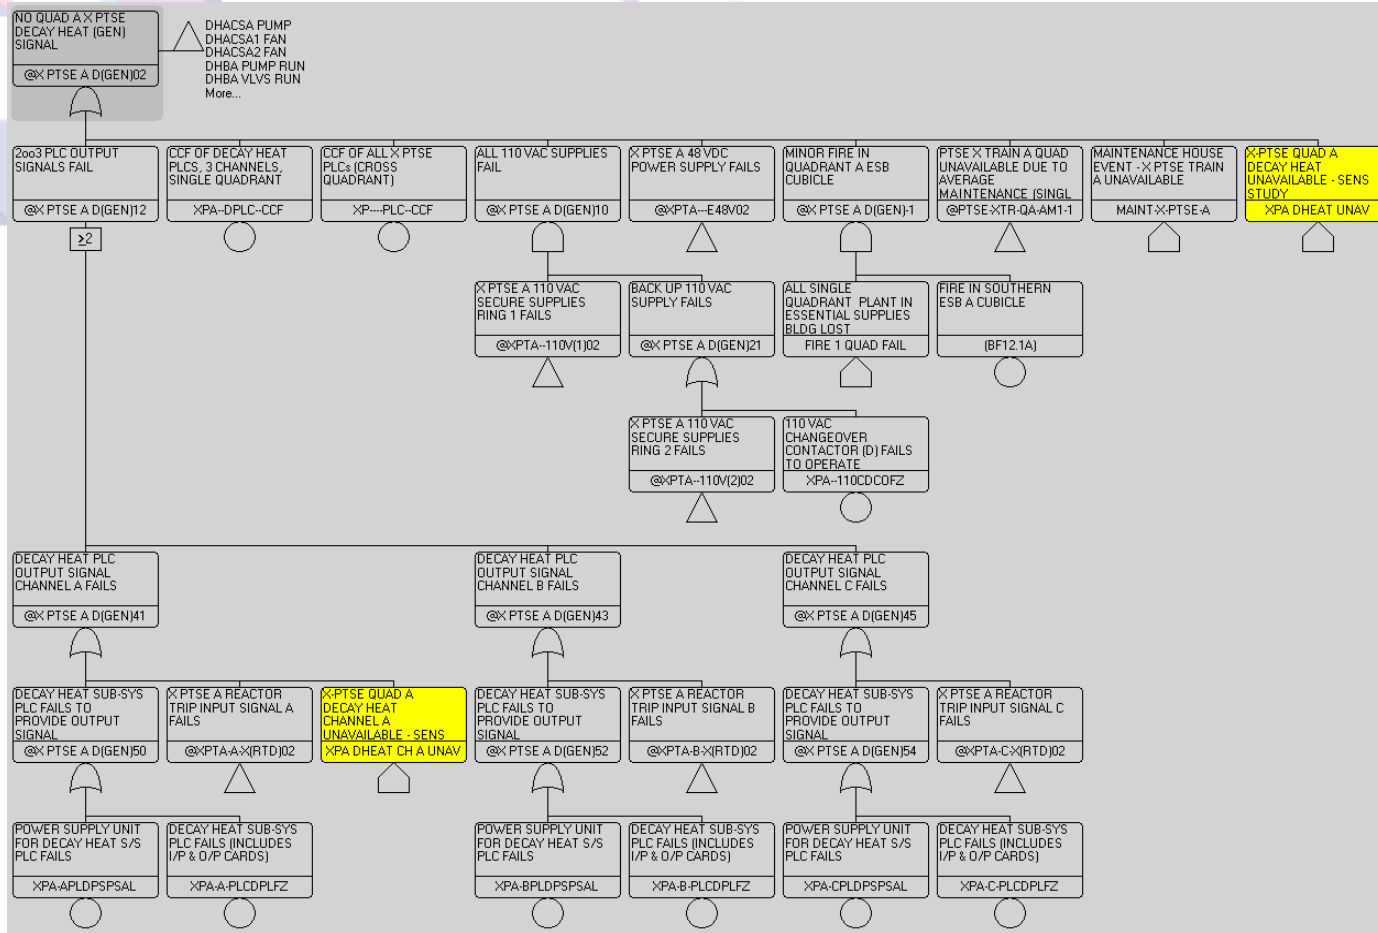 NO QUAD A X PTSE
DECAY HEAT (GEN)
SIGNAL
@X PTSE A D(GEN)02
DHACSA PUMP
DHACSA1 FAN
DHACSA2 FAN
DHBA PUMP RUN
DHBA VLVS RUN
More...
2oo3 PLC OUTPUT
SIGNALS FAIL
@X PTSE A D(GEN)12
≥2
CCF OF DECAY HEAT
PLCS, 3 CHANNELS,
SINGLE QUADRANT
XPA--DPLC--CCF
CCF OF ALL X PTSE
PLCs (CROSS
QUADRANT)
XP----PLC--CCF
ALL 110 VAC SUPPLIES
FAIL
@X PTSE A D(GEN)10
X PTSE A 48 VDC
POWER SUPPLY FAILS
@XPTA---E48V02
MINOR FIRE IN
QUADRANT A ESB
CUBICLE
@X PTSE A D(GEN)-1
PTSE X TRAIN A QUAD
UNAVAILABLE DUE TO
AVERAGE
MAINTENANCE (SINGL
@PTSE-XTR-QA-AM1-1
MAINTENANCE HOUSE
EVENT - X PTSE TRAIN
A UNAVAILABLE
MAINT-X-PTSE-A
X-PTSE QUAD A
DECAY HEAT
UNAVAILABLE - SENS
STUDY
XPA DHEAT UNAV
X PTSE A 110 VAC
SECURE SUPPLIES
RING 1 FAILS
@XPTA--110V(1)02
BACK UP 110 VAC
SUPPLY FAILS
@X PTSE A D(GEN)21
ALL SINGLE
QUADRANT PLANT IN
ESSENTIAL SUPPLIES
BLDG LOST
FIRE 1 QUAD FAIL
FIRE IN SOUTHERN
ESB A CUBICLE
(BF12.1A)
X PTSE A 110 VAC
SECURE SUPPLIES
RING 2 FAILS
@XPTA--110V(2)02
110 VAC
CHANGEOVER
CONTACTOR (D) FAILS
TO OPERATE
XPA--110CDCOFZ
DECAY HEAT PLC
OUTPUT SIGNAL
CHANNEL A FAILS
@X PTSE A D(GEN)41
DECAY HEAT PLC
OUTPUT SIGNAL
CHANNEL B FAILS
@X PTSE A D(GEN)43
DECAY HEAT PLC
OUTPUT SIGNAL
CHANNEL C FAILS
@X PTSE A D(GEN)45
DECAY HEAT SUB-SYS
PLC FAILS TO
PROVIDE OUTPUT
SIGNAL
@X PTSE A D(GEN)50
X PTSE A REACTOR
TRIP INPUT SIGNAL A
FAILS
@XPTA-A-X(RTD)02
X-PTSE QUAD A
DECAY HEAT
CHANNEL A
UNAVAILABLE - SENS
XPA DHEAT CH A UNAV
DECAY HEAT SUB-SYS
PLC FAILS TO
PROVIDE OUTPUT
SIGNAL
@X PTSE A D(GEN)52
X PTSE A REACTOR
TRIP INPUT SIGNAL B
FAILS
@XPTA-B-X(RTD)02
DECAY HEAT SUB-SYS
PLC FAILS TO
PROVIDE OUTPUT
SIGNAL
@X PTSE A D(GEN)54
X PTSE A REACTOR
TRIP INPUT SIGNAL C
FAILS
@XPTA-C-X(RTD)02
POWER SUPPLY UNIT
FOR DECAY HEAT S/S
PLC FAILS
XPA-APLDPSPSAL
DECAY HEAT SUB-SYS
PLC FAILS (INCLUDES
I/P & O/P CARDS)
XPA-A-PLCDPLFZ
POWER SUPPLY UNIT
FOR DECAY HEAT S/S
PLC FAILS
XPA-BPLDPSPSAL
DECAY HEAT SUB-SYS
PLC FAILS (INCLUDES
I/P & O/P CARDS)
XPA-B-PLCDPLFZ
POWER SUPPLY UNIT
FOR DECAY HEAT S/S
PLC FAILS
XPA-CPLDPSPSAL
DECAY HEAT SUB-SYS
PLC FAILS (INCLUDES
I/P & O/P CARDS)
XPA-C-PLCDPLFZ